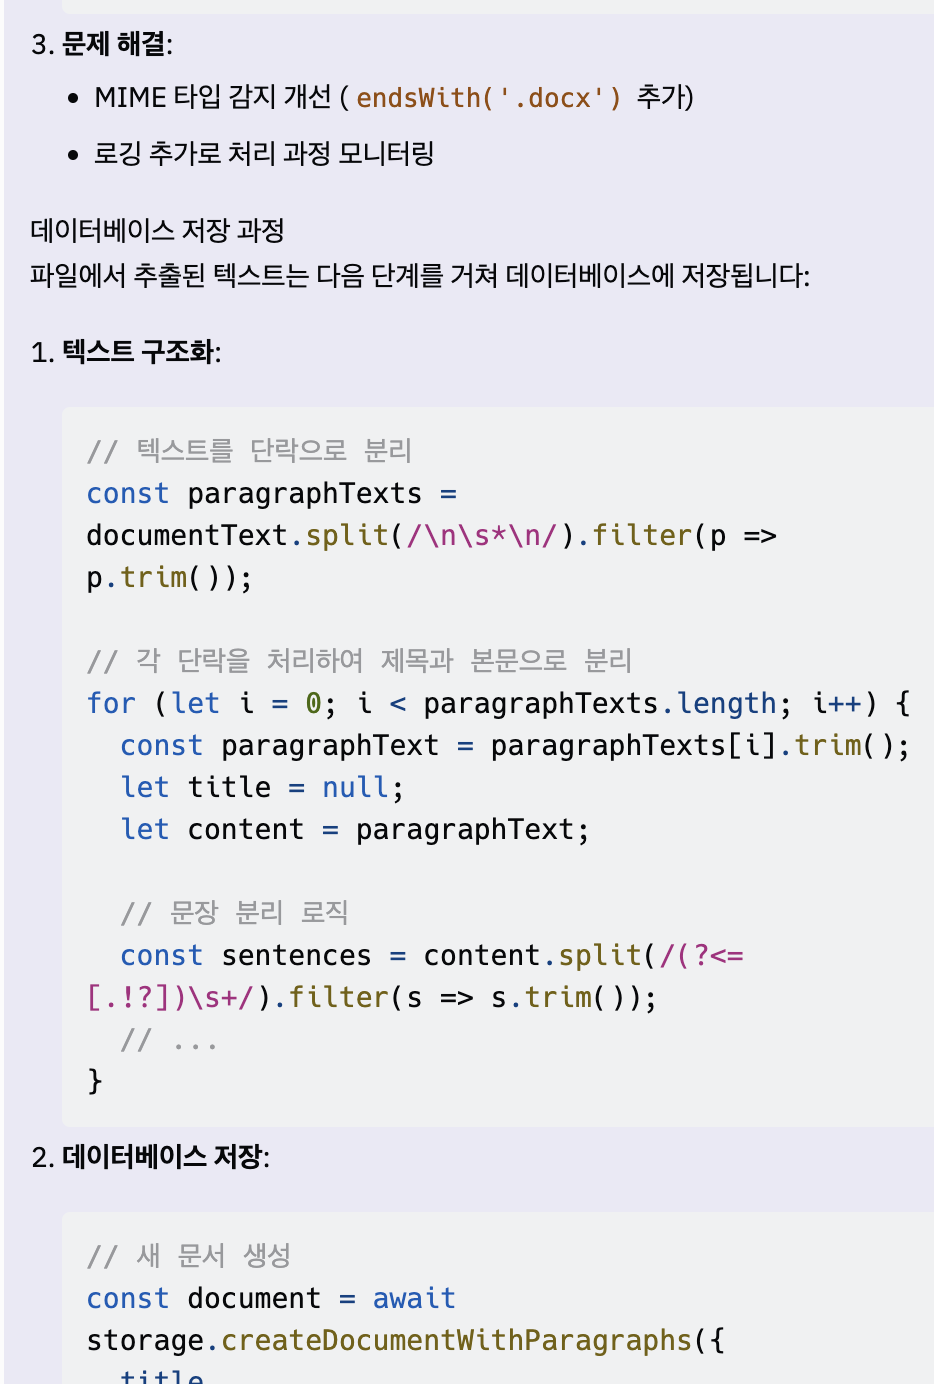 3. 문제 해결:
• MIME 타입 감지 개선 ( endsWith('.docx') 추가)
• 로깅 추가로 처리 과정 모니터링
데이터베이스 저장 과정
파일에서 추출된 텍스트는 다음 단계를 거쳐 데이터베이스에 저장됩니다:
1. 텍스트 구조화:
// 텍스트를 단락으로 분리
const paragraphTexts =
documentText.split(/\n\s*\n/).filter(p =>
p.trim());
// 각 단락을 처리하여 제목과 본문으로 분리
for (let i = 0; i < paragraphTexts.length; i++) {
  const paragraphText = paragraphTexts[i].trim();
  let title = null;
  let content = paragraphText;
  // 문장 분리 로직
  const sentences = content.split(/(?<=
[.!?])\s+/).filter(s => s.trim());
  // ...
}
2. 데이터베이스 저장:
// 새 문서 생성
const document = await
storage.createDocumentWithParagraphs({
  title